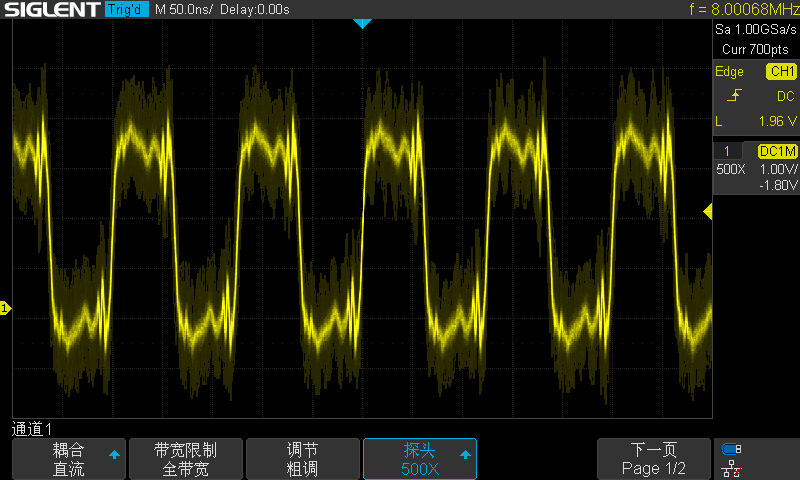 SIGLENT Trig'd M 50.0ns/ Delay:0.00s f = 8.00068MHz
Sa 1.00GSa/s
Curr 700pts
Edge CH1
DC
L 1.96 V
1 DC1M
500X 1.00V/
-1.80V
1
通道1
耦合
直流
带宽限制
全带宽
调节
粗调
探头
500X
下一页
Page 1/2